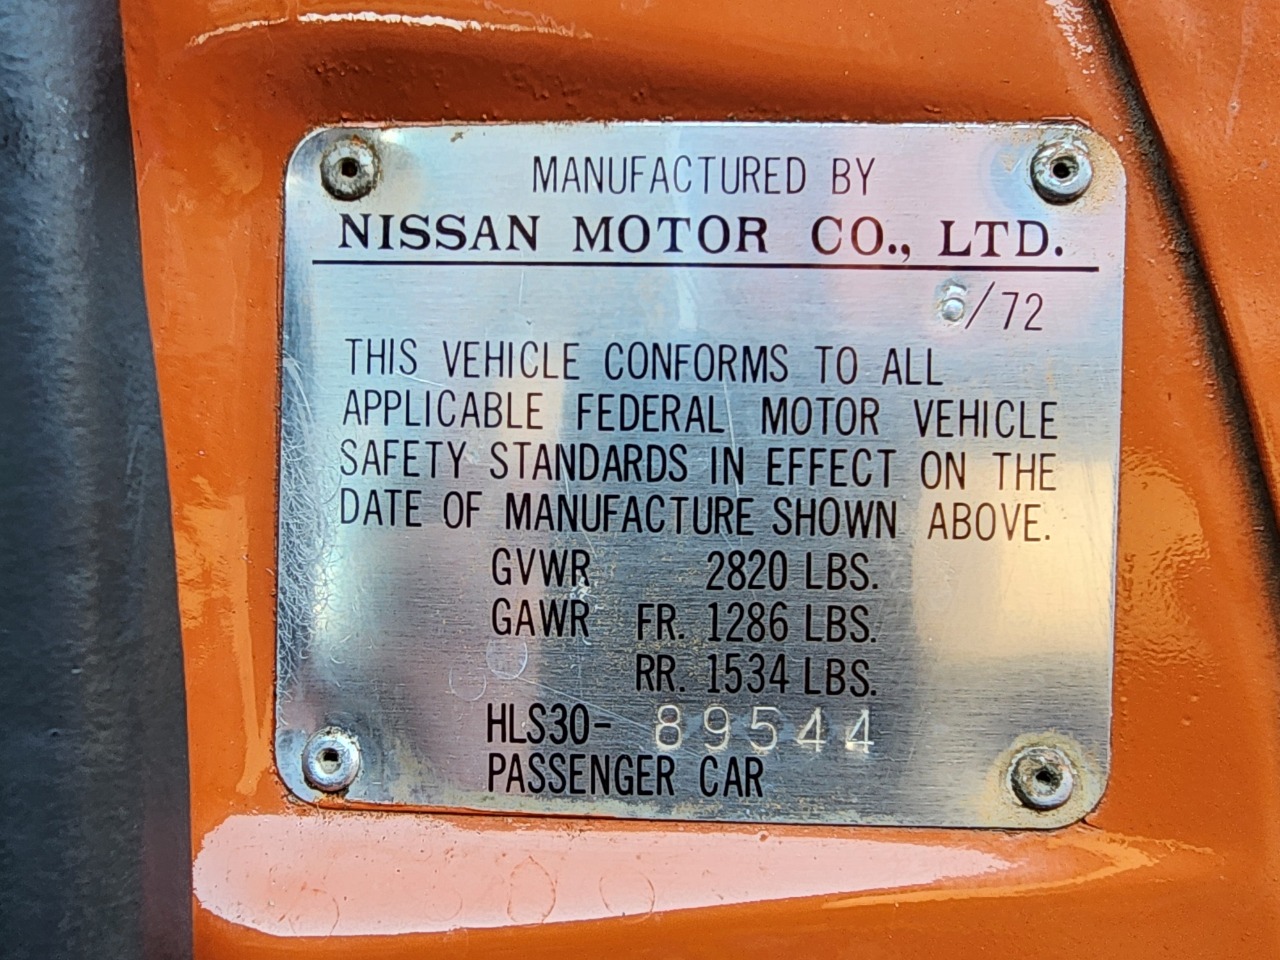 MANUFACTURED BY
NISSAN MOTOR CO., LTD.
6/72
THIS VEHICLE CONFORMS TO ALL
APPLICABLE FEDERAL MOTOR VEHICLE
SAFETY STANDARDS IN EFFECT ON THE
DATE OF MANUFACTURE SHOWN ABOVE.
GVWR 2820 LBS.
GAWR FR. 1286 LBS.
RR. 1534 LBS.
HLS30- 89544
PASSENGER CAR